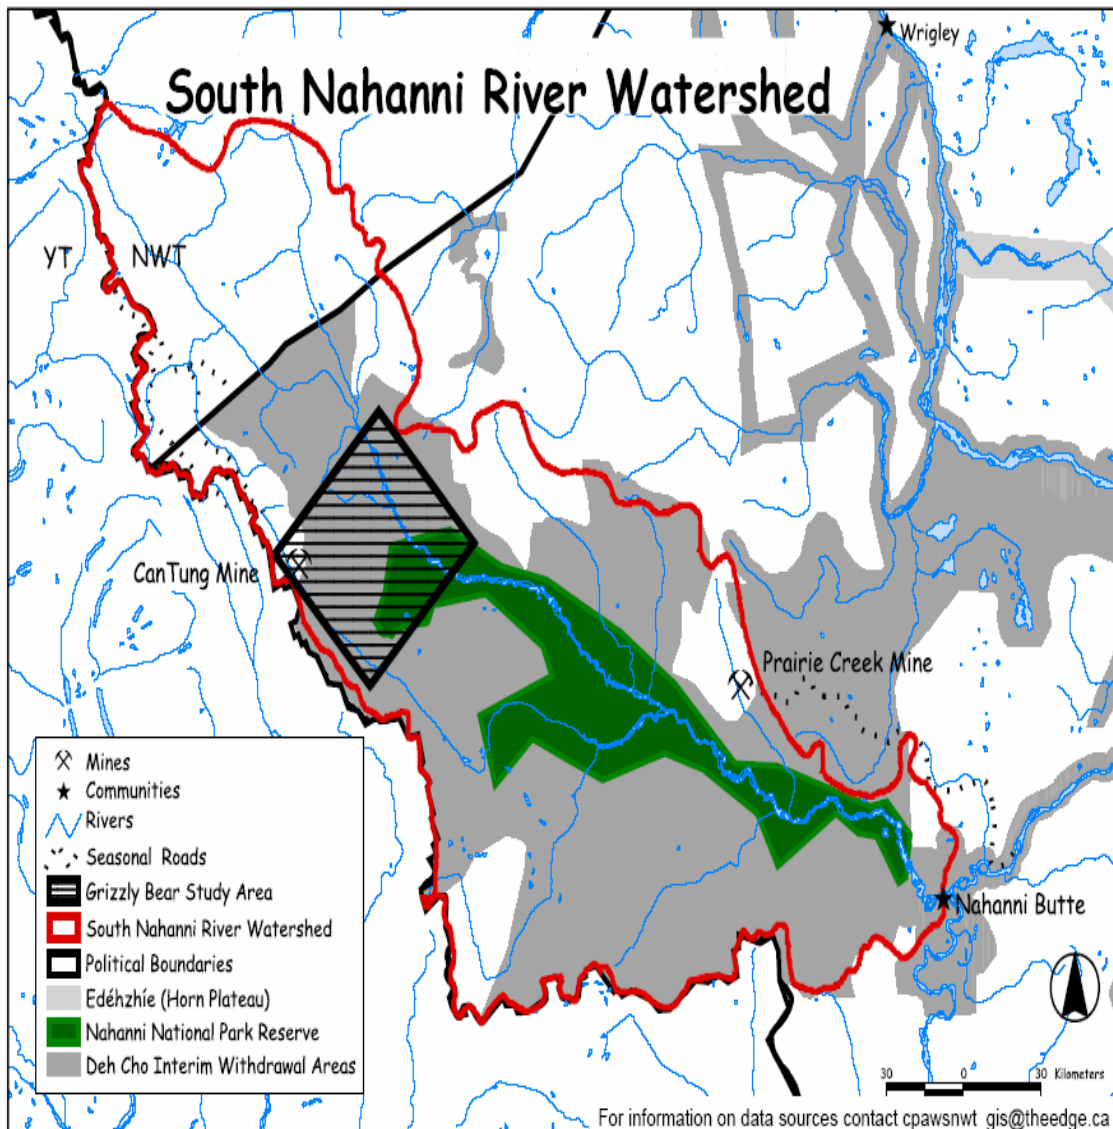 Wrigley
South Nahanni River Watershed
YT NWT
CanTung Mine
Prairie Creek Mine
Nahanni Butte
Mines
Communities
Rivers
Seasonal Roads
Grizzly Bear Study Area
South Nahanni River Watershed
Political Boundaries
Edéhzhíe (Horn Plateau)
Nahanni National Park Reserve
Deh Cho Interim Withdrawal Areas
30 0 30 Kilometers
For information on data sources contact cpawsnwt_gis@theedge.ca